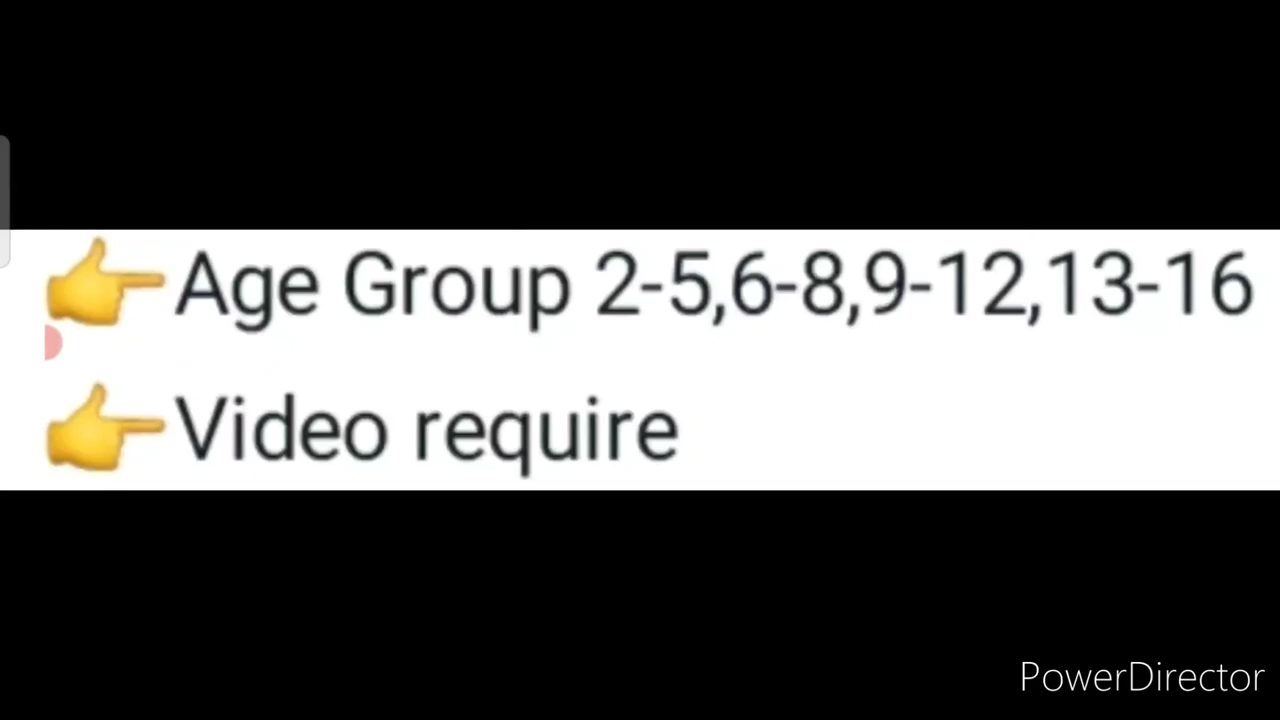 👉Age Group 2-5,6-8,9-12,13-16
👉Video require
PowerDirector